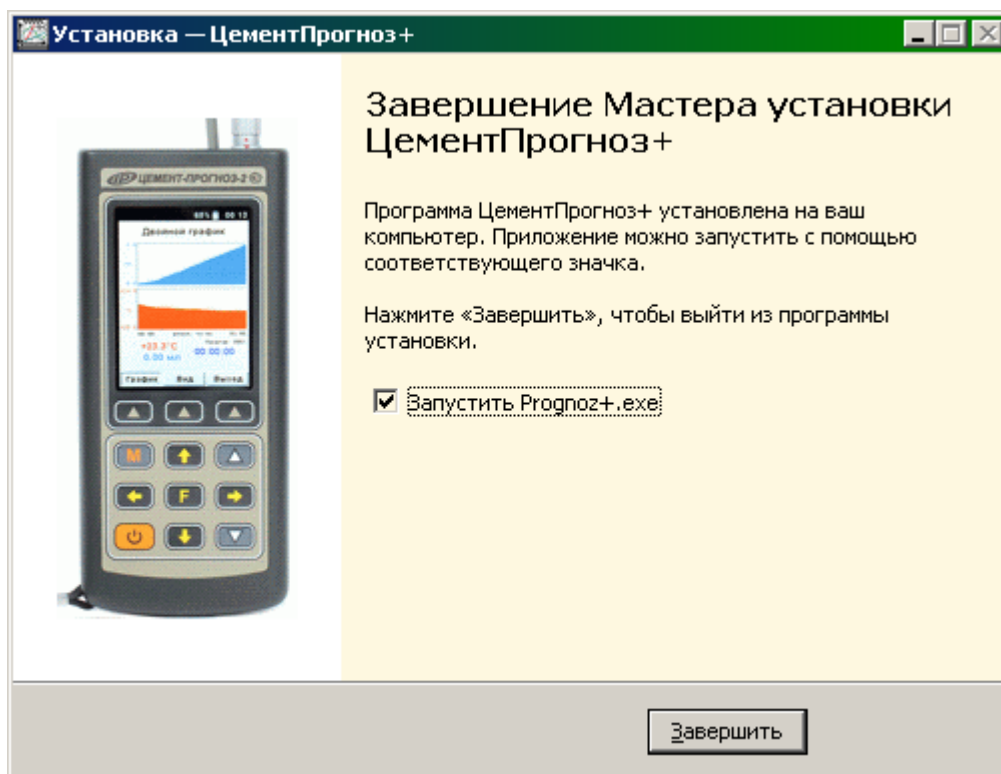 Установка — ЦементПрогноз+
Завершение Мастера установки
ЦементПрогноз+
Программа ЦементПрогноз+ установлена на ваш
компьютер. Приложение можно запустить с помощью
соответствующего значка.
Нажмите «Завершить», чтобы выйти из программы
установки.
Запустить Prognoz+.exe
ЦЕМЕНТ-ПРОГНОЗ-2
Двойной график
+33.3°C
0.00 мл
00:00:00
График Вид Выход
M
F
Завершить